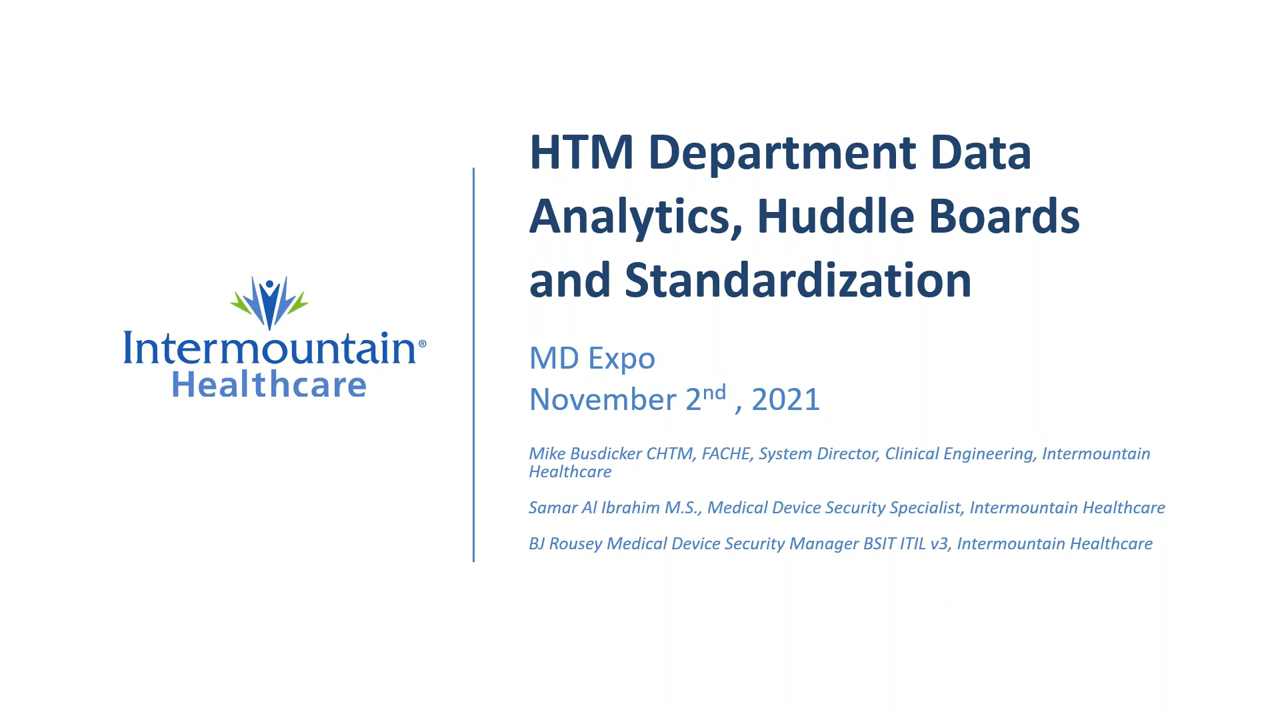 HTM Department Data
Analytics, Huddle Boards
and Standardization
Intermountain®
Healthcare
MD Expo
November 2nd , 2021
Mike Busdicker CHTM, FACHE, System Director, Clinical Engineering, Intermountain
Healthcare
Samar Al Ibrahim M.S., Medical Device Security Specialist, Intermountain Healthcare
BJ Rousey Medical Device Security Manager BSIT ITIL v3, Intermountain Healthcare